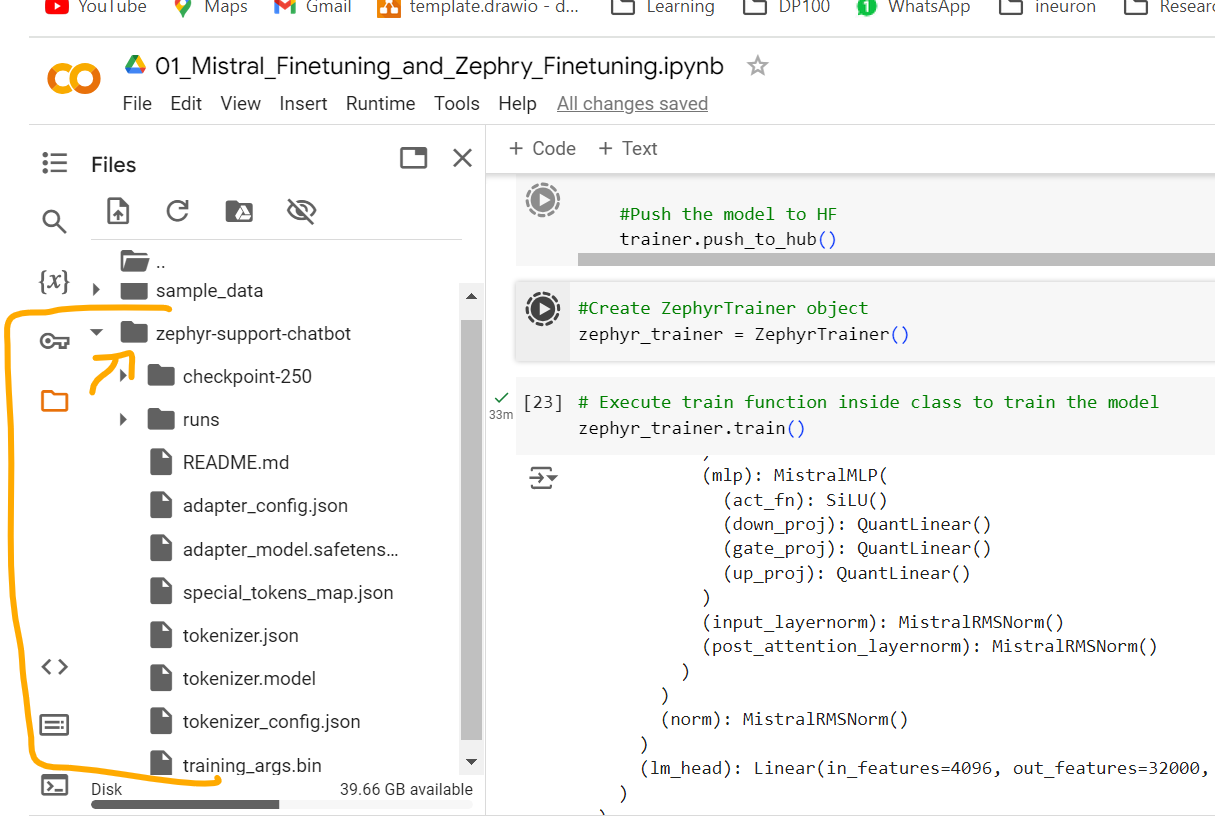 YouTube Maps Gmail template.drawio - d... Learning DP100 WhatsApp ineuron Resear
01_Mistral_Finetuning_and_Zephry_Finetuning.ipynb
File Edit View Insert Runtime Tools Help All changes saved
Files
+ Code + Text
..
sample_data
zephyr-support-chatbot
checkpoint-250
runs
README.md
adapter_config.json
adapter_model.safetens...
special_tokens_map.json
tokenizer.json
tokenizer.model
tokenizer_config.json
training_args.bin
Disk 39.66 GB available
{x}
#Push the model to HF
trainer.push_to_hub()
#Create ZephyrTrainer object
zephyr_trainer = ZephyrTrainer()
33m
[23] # Execute train function inside class to train the model
zephyr_trainer.train()
)
(mlp): MistralMLP(
(act_fn): SiLU()
(down_proj): QuantLinear()
(gate_proj): QuantLinear()
(up_proj): QuantLinear()
)
(input_layernorm): MistralRMSNorm()
(post_attention_layernorm): MistralRMSNorm()
)
)
(norm): MistralRMSNorm()
)
(lm_head): Linear(in_features=4096, out_features=32000,
)
)